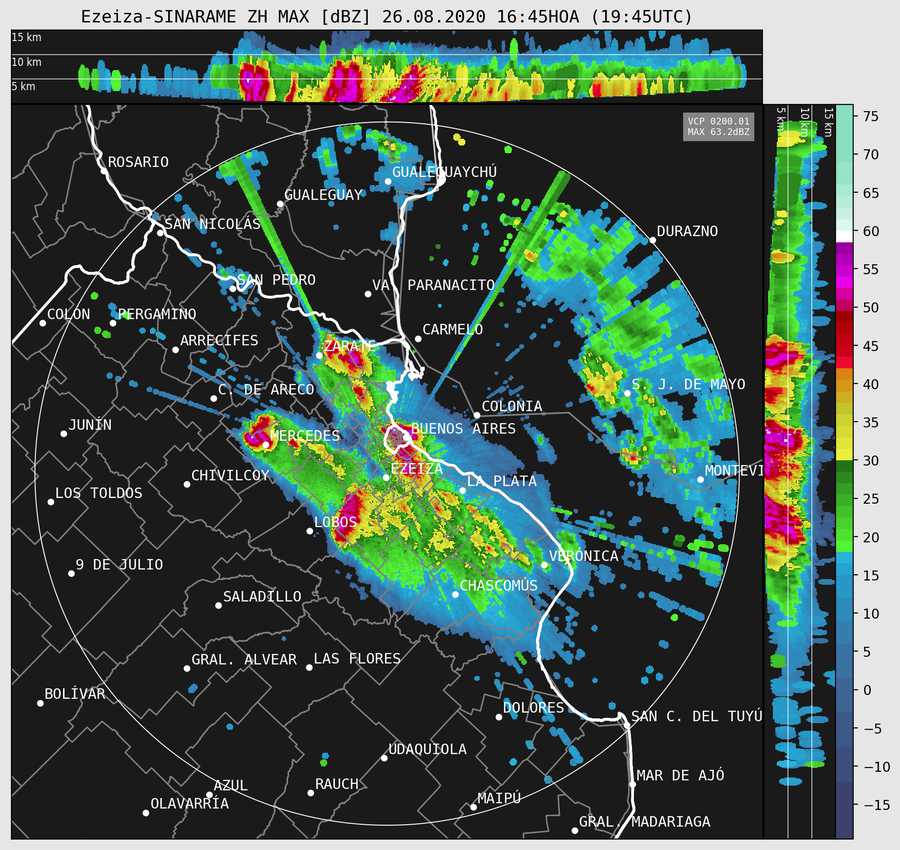 Ezeiza-SINARAME ZH MAX [dBZ] 26.08.2020 16:45HOA (19:45UTC)
15 km
10 km
5 km
VCP 0200.01
MAX 63.2dBZ
5 km
10 km
15 km
ROSARIO
GUALEGUAYCHÚ
GUALEGUAY
SAN NICOLÁS
DURAZNO
SAN PEDRO
VA. PARANACITO
COLÓN
PERGAMINO
CARMELO
ARRECIFES
ZÁRATE
C. DE ARECO
S. J. DE MAYO
COLONIA
JUNÍN
MERCEDES
BUENOS AIRES
EZEIZA
MONTEVI
CHIVILCOY
LA PLATA
LOS TOLDOS
LOBOS
VERÓNICA
9 DE JULIO
CHASCOMÚS
SALADILLO
GRAL. ALVEAR
LAS FLORES
BOLÍVAR
DOLORES
SAN C. DEL TUYÚ
UDAQUIOLA
MAR DE AJÓ
AZUL
RAUCH
OLAVARRÍA
MAIPÚ
GRAL. MADARIAGA
75
70
65
60
55
50
45
40
35
30
25
20
15
10
5
0
−5
−10
−15